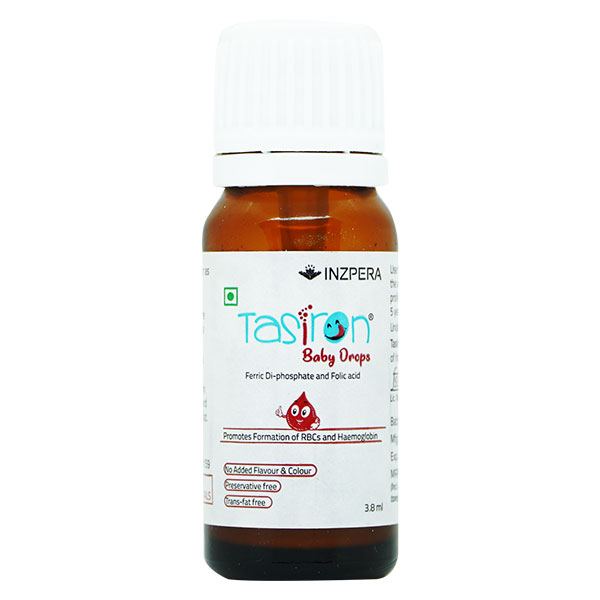 INZPERA
Tasiron®
Baby Drops
Ferric Di-phosphate and Folic acid
Promotes Formation of RBCs and Haemoglobin
No Added Flavour & Colour
Preservative free
Trans-fat free
3.8 ml